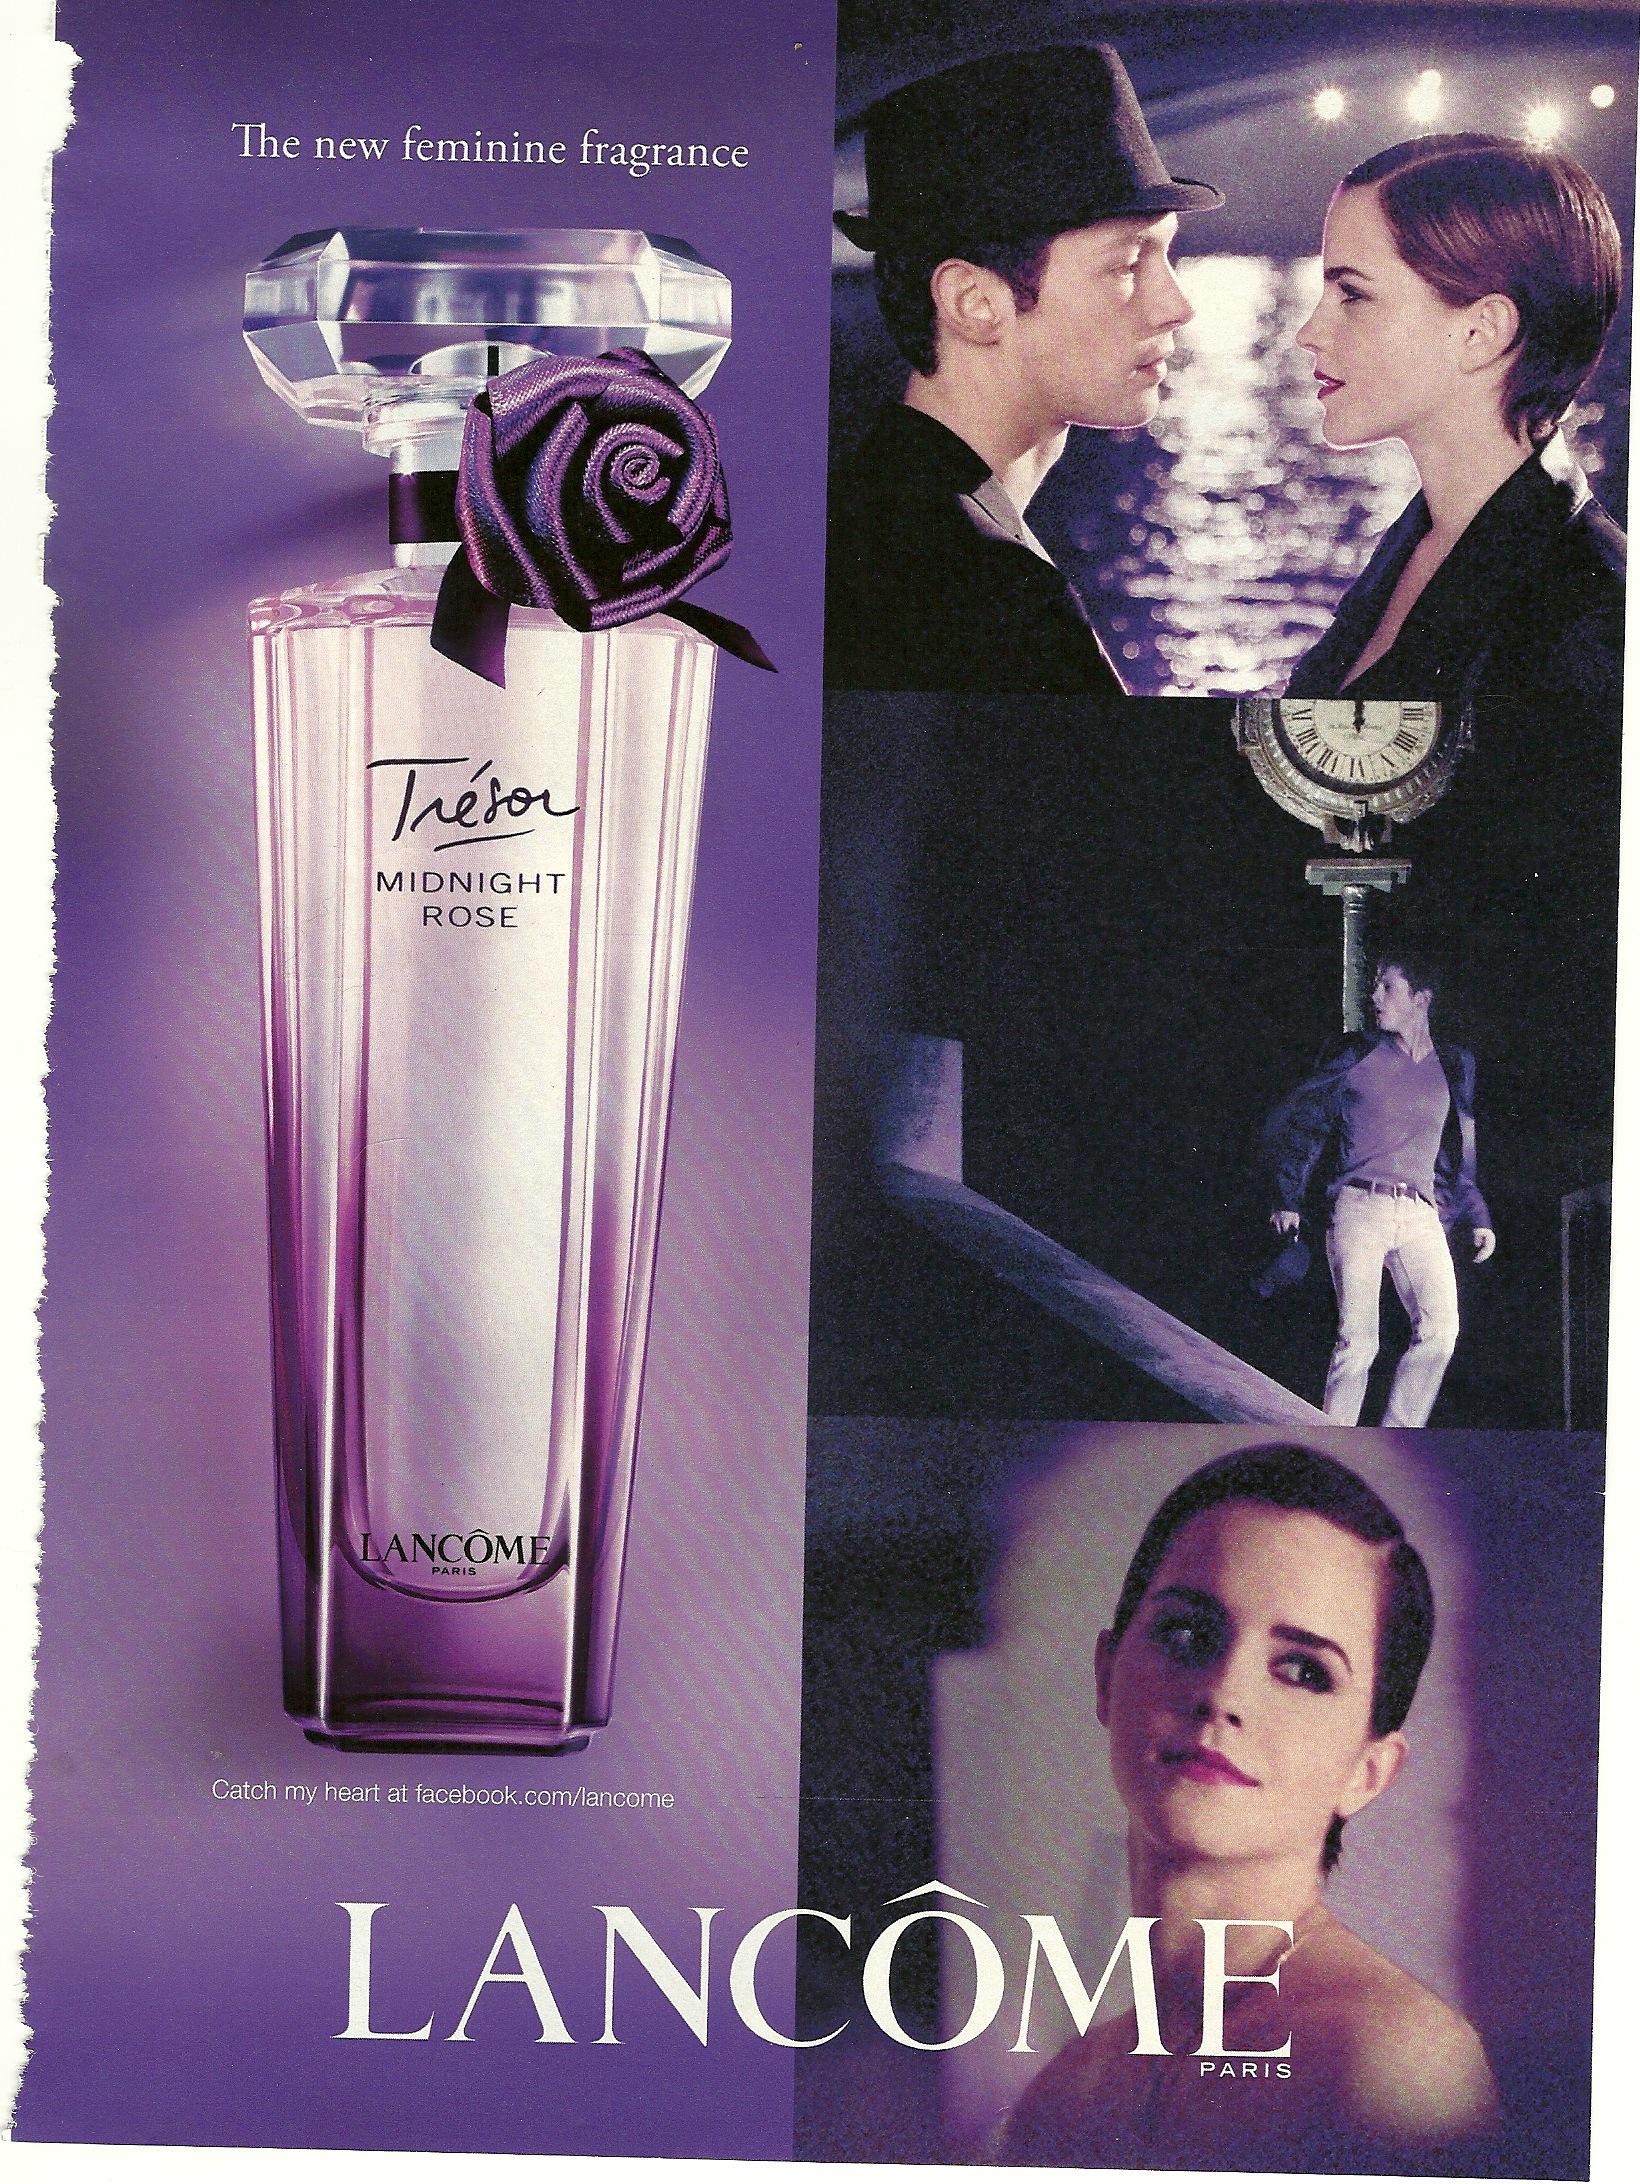 The new feminine fragrance
Trésor
MIDNIGHT
ROSE
LANCÔME
PARIS
Catch my heart at facebook.com/lancome
LANCÔME
PARIS